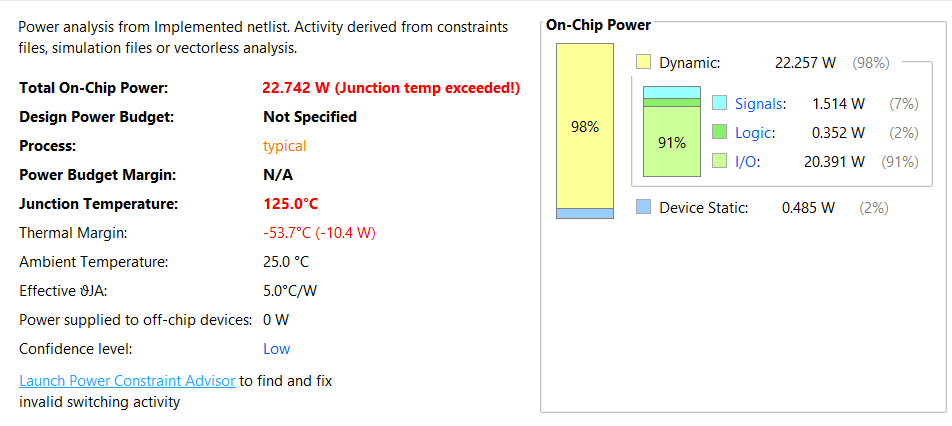 Power analysis from Implemented netlist. Activity derived from constraints
files, simulation files or vectorless analysis.
Total On-Chip Power: 22.742 W (Junction temp exceeded!)
Design Power Budget: Not Specified
Process: typical
Power Budget Margin: N/A
Junction Temperature: 125.0°C
Thermal Margin: -53.7°C (-10.4 W)
Ambient Temperature: 25.0 °C
Effective ϑJA: 5.0°C/W
Power supplied to off-chip devices: 0 W
Confidence level: Low
Launch Power Constraint Advisor to find and fix
invalid switching activity
On-Chip Power
98%
Dynamic: 22.257 W (98%)
91%
Signals: 1.514 W (7%)
Logic: 0.352 W (2%)
I/O: 20.391 W (91%)
Device Static: 0.485 W (2%)